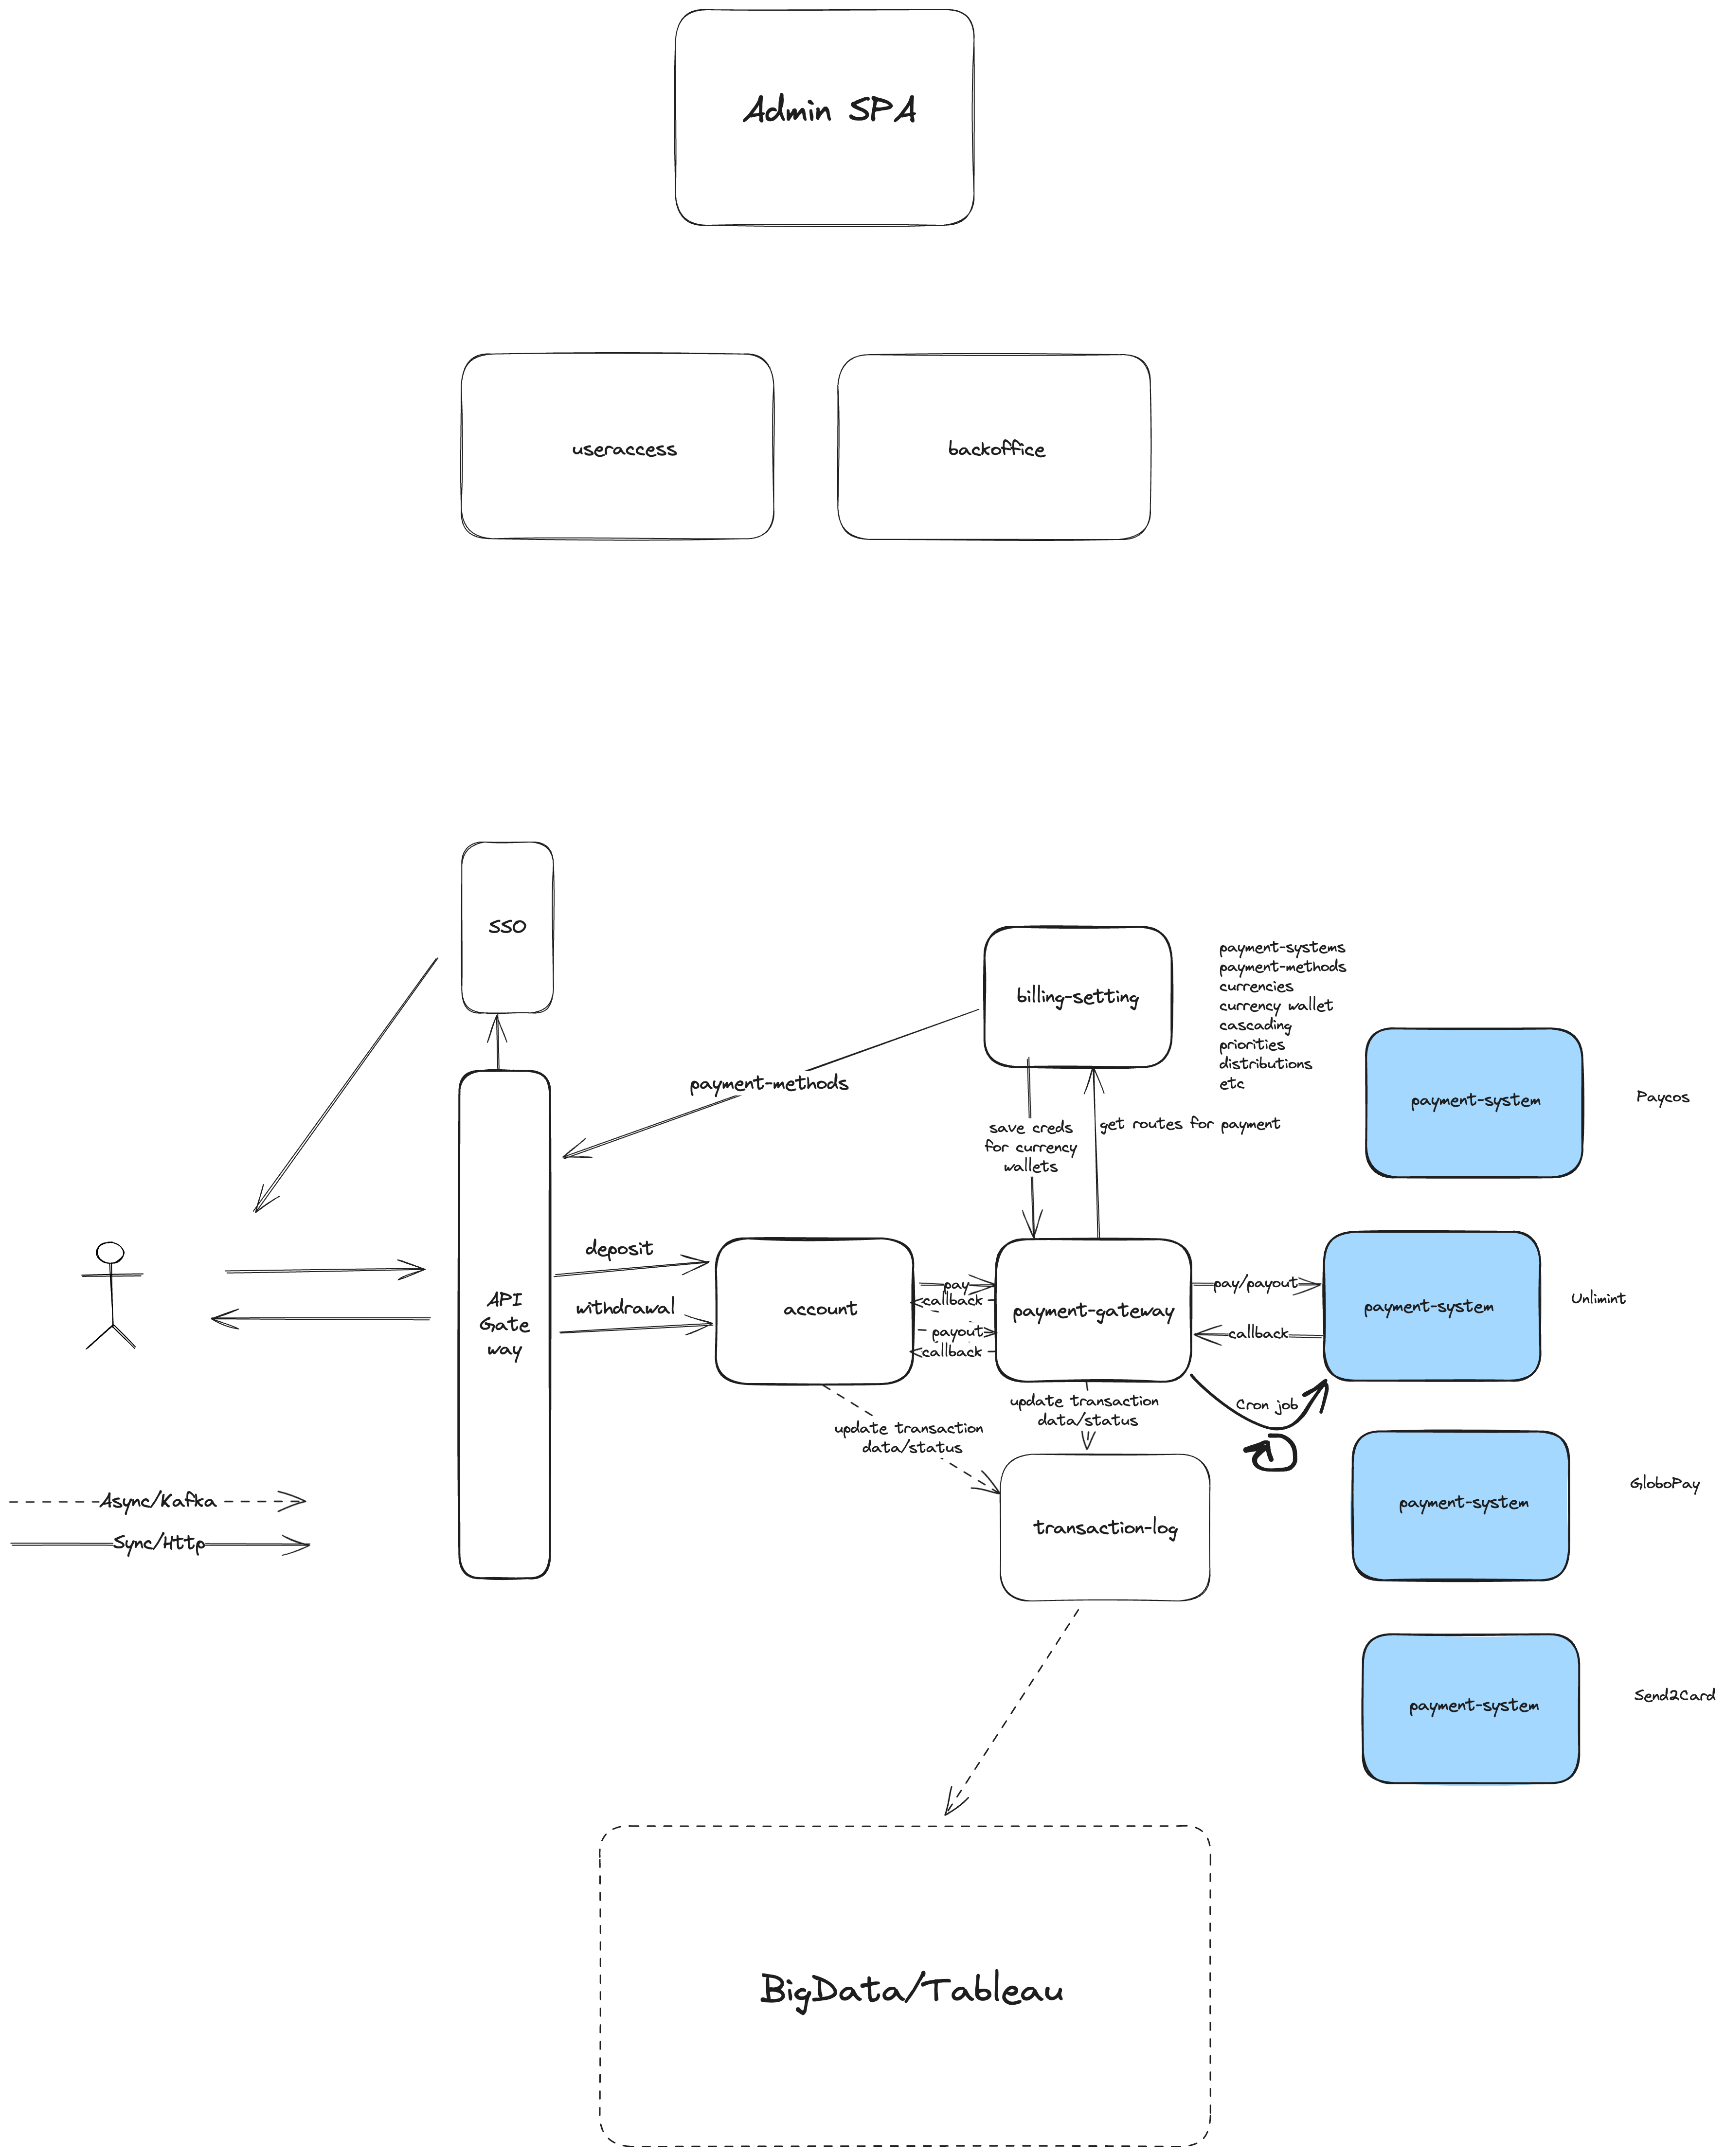 Admin SPA
useraccess
backoffice
SSO
billing-setting
payment-systems
payment-methods
currencies
currency wallet
cascading
priorities
distributions
etc
payment-methods
payment-system
Paycos
save creds
for currency
wallets
get routes for payment
deposit
withdrawal
API
Gate
way
account
pay
callback
payout
callback
payment-gateway
pay/payout
callback
payment-system
Unlimint
Cron job
update transaction
data/status
update transaction
data/status
payment-system
GloboPay
Async/Kafka
Sync/Http
transaction-log
payment-system
Send2Card
BigData/Tableau